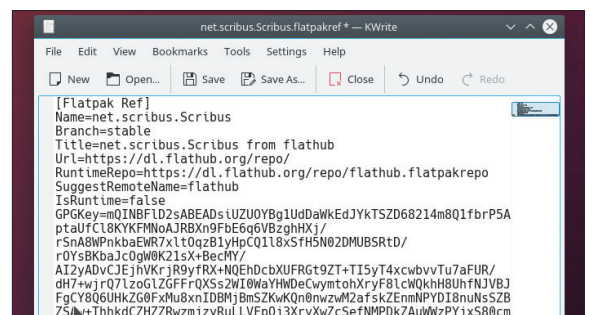 net.scribus.Scribus.flatpakref * — KWrite
File Edit View Bookmarks Tools Settings Help
New Open... Save Save As... Close Undo Redo
[Flatpak Ref]
Name=net.scribus.Scribus
Branch=stable
Title=net.scribus.Scribus from flathub
Url=https://dl.flathub.org/repo/
RuntimeRepo=https://dl.flathub.org/repo/flathub.flatpakrepo
SuggestRemoteName=flathub
IsRuntime=false
GPGKey=mQINBFlD2sABEADsiUZUOYBg1UdDaWkEdJYkTSZD68214m8Q1fbrP5A
ptaUfCl8KYKFMNoAJRBXn9FbE6q6VBzghHXj/
rSnA8WPnkbaEWR7xltOqzB1yHpCQ1l8xSfH5N02DMUBSRtD/
rOYsBKbaJcOgW0K21sX+BecMY/
AI2yADvCJEjhVKrjR9yfRX+NQEhDcbXUFRGt9ZT+TI5yT4xcwbvvTu7aFUR/
dH7+wjrQ7lzoGlZGFFrQXSs2WI0WaYHWDeCwymtohXryF8lcWQkhH8UhfNJVBJ
FgCY8Q6UHkZG0FxMu8xnIDBMjBmSZKwKQn0nwzwM2afskZEnmNPYDI8nuNsSZB